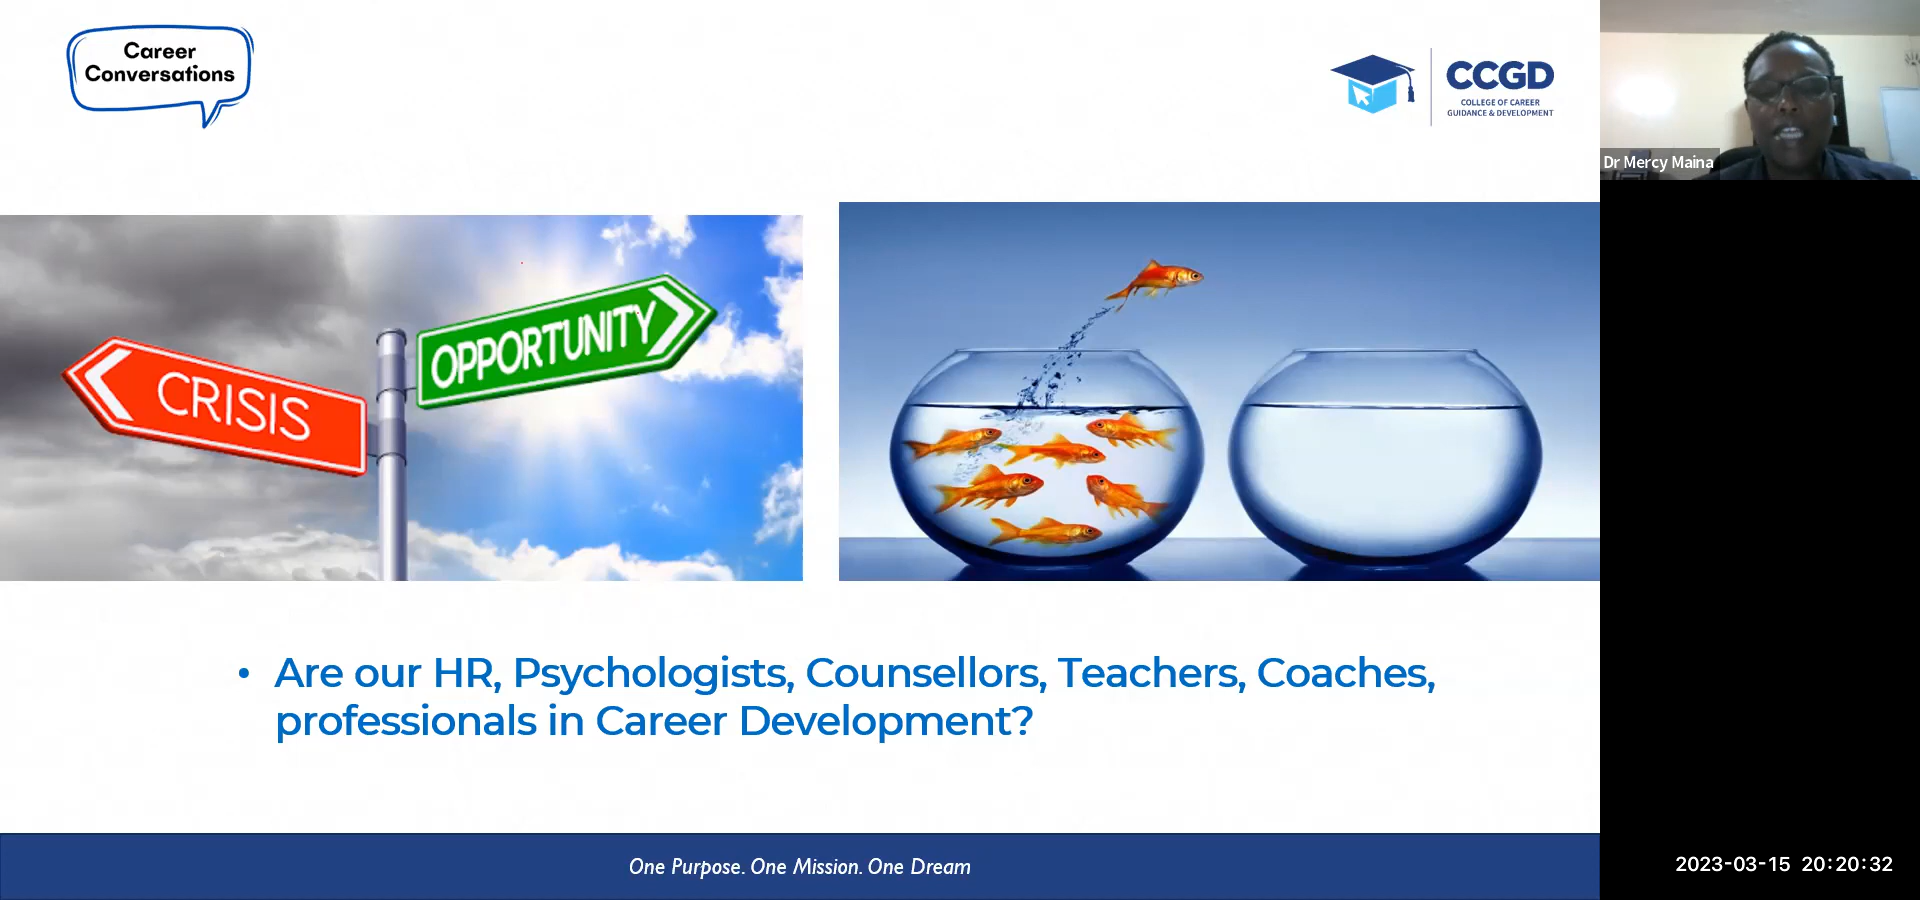 Career
Conversations
CCGD
COLLEGE OF CAREER
GUIDANCE & DEVELOPMENT
Dr Mercy Maina
CRISIS
OPPORTUNITY
• Are our HR, Psychologists, Counsellors, Teachers, Coaches,
professionals in Career Development?
One Purpose. One Mission. One Dream
2023-03-15 20:20:32